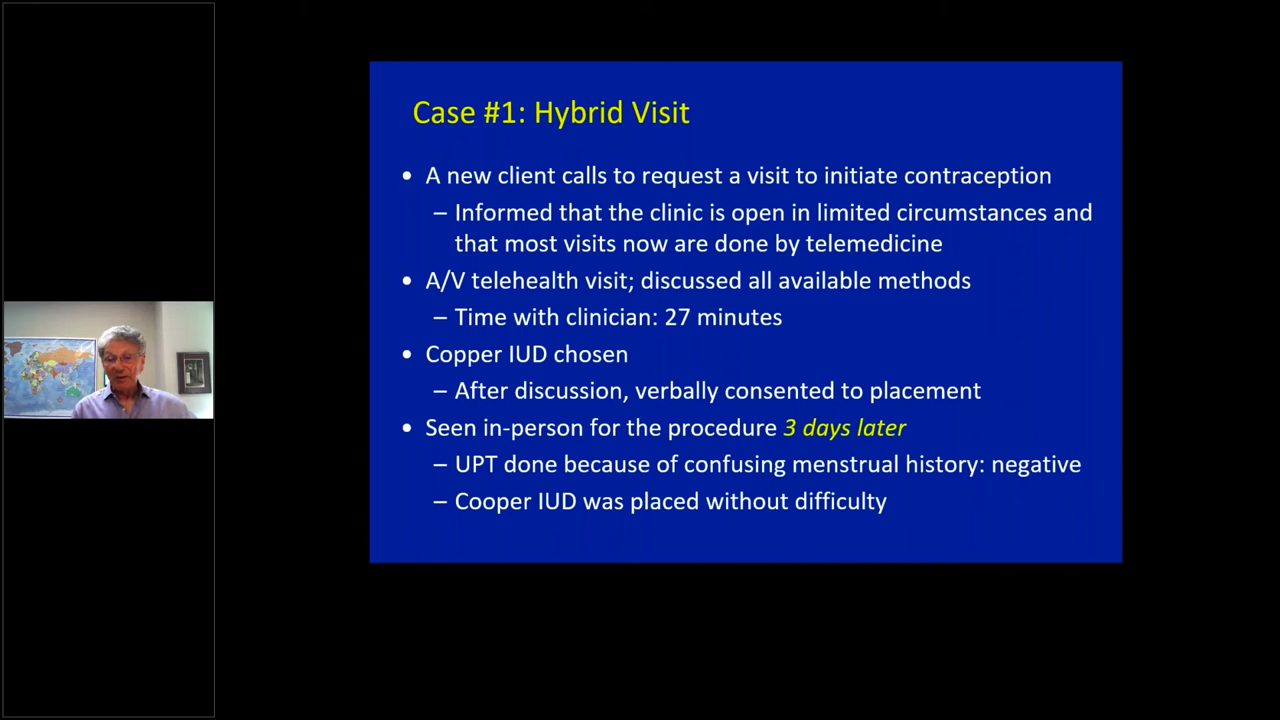 Case #1: Hybrid Visit
• A new client calls to request a visit to initiate contraception
– Informed that the clinic is open in limited circumstances and
that most visits now are done by telemedicine
• A/V telehealth visit; discussed all available methods
– Time with clinician: 27 minutes
• Copper IUD chosen
– After discussion, verbally consented to placement
• Seen in-person for the procedure 3 days later
– UPT done because of confusing menstrual history: negative
– Cooper IUD was placed without difficulty